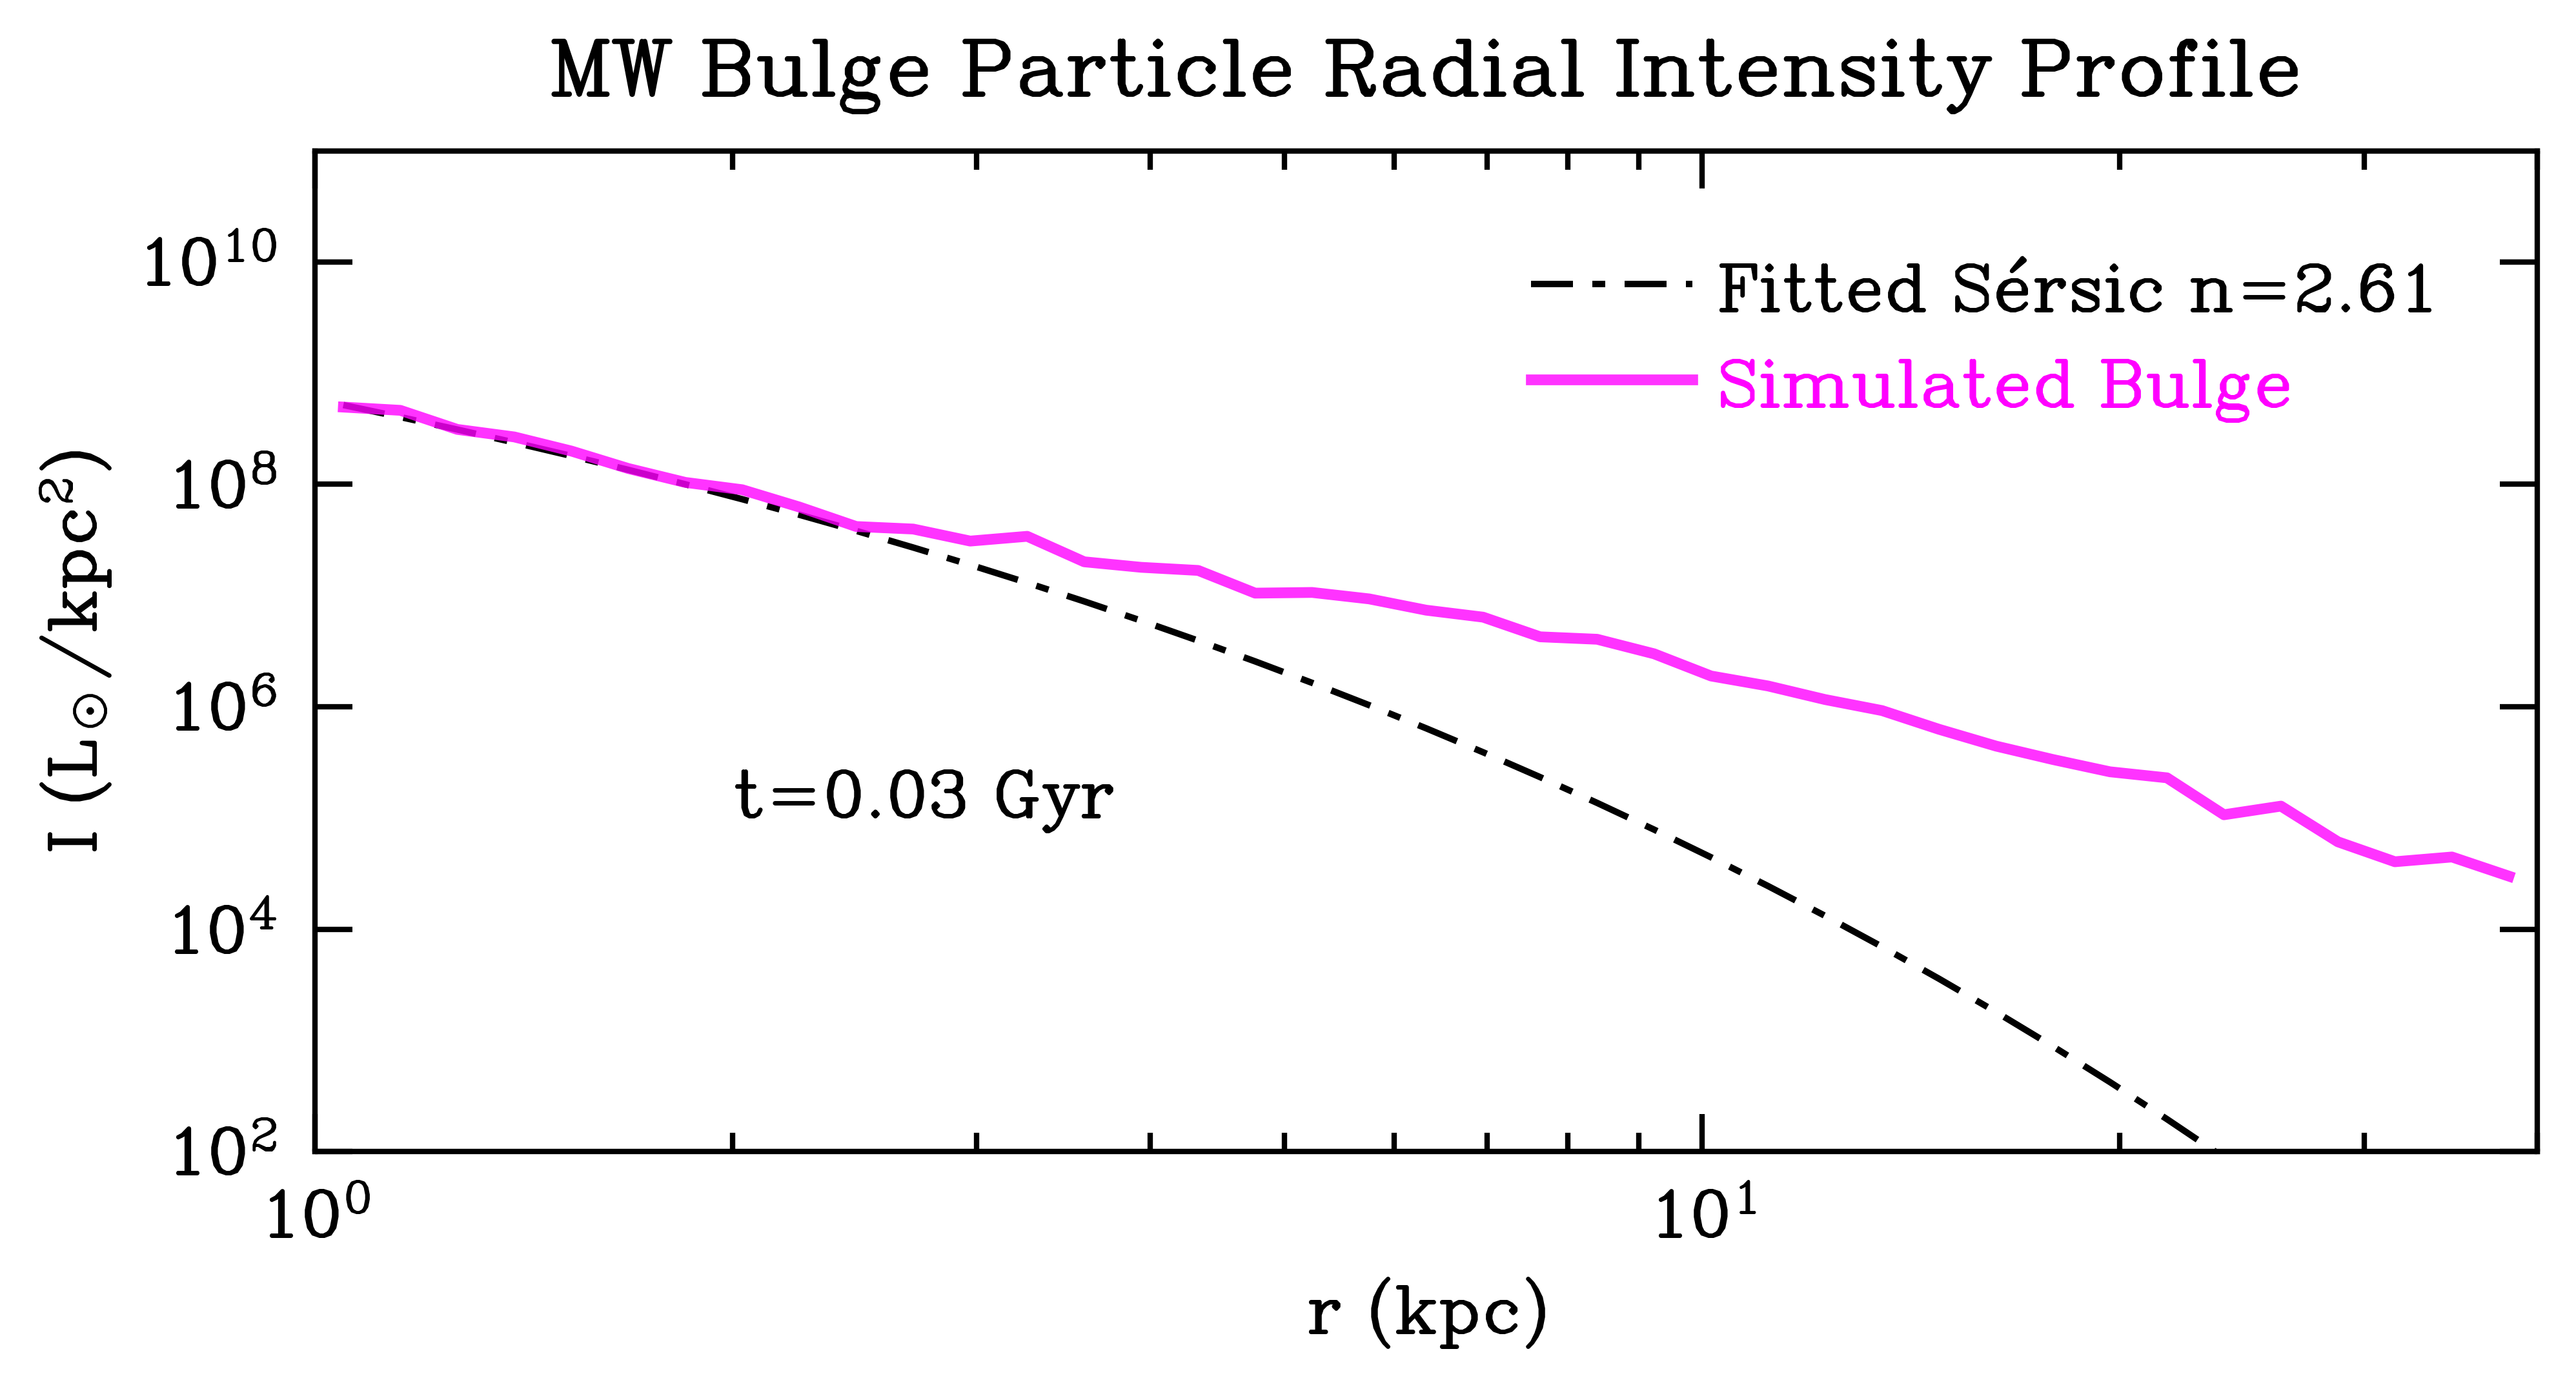 MW Bulge Particle Radial Intensity Profile
10¹⁰
10⁸
10⁶
10⁴
10²
I (L☉/kpc²)
Fitted Sérsic n=2.61
Simulated Bulge
t=0.03 Gyr
10⁰
10¹
r (kpc)